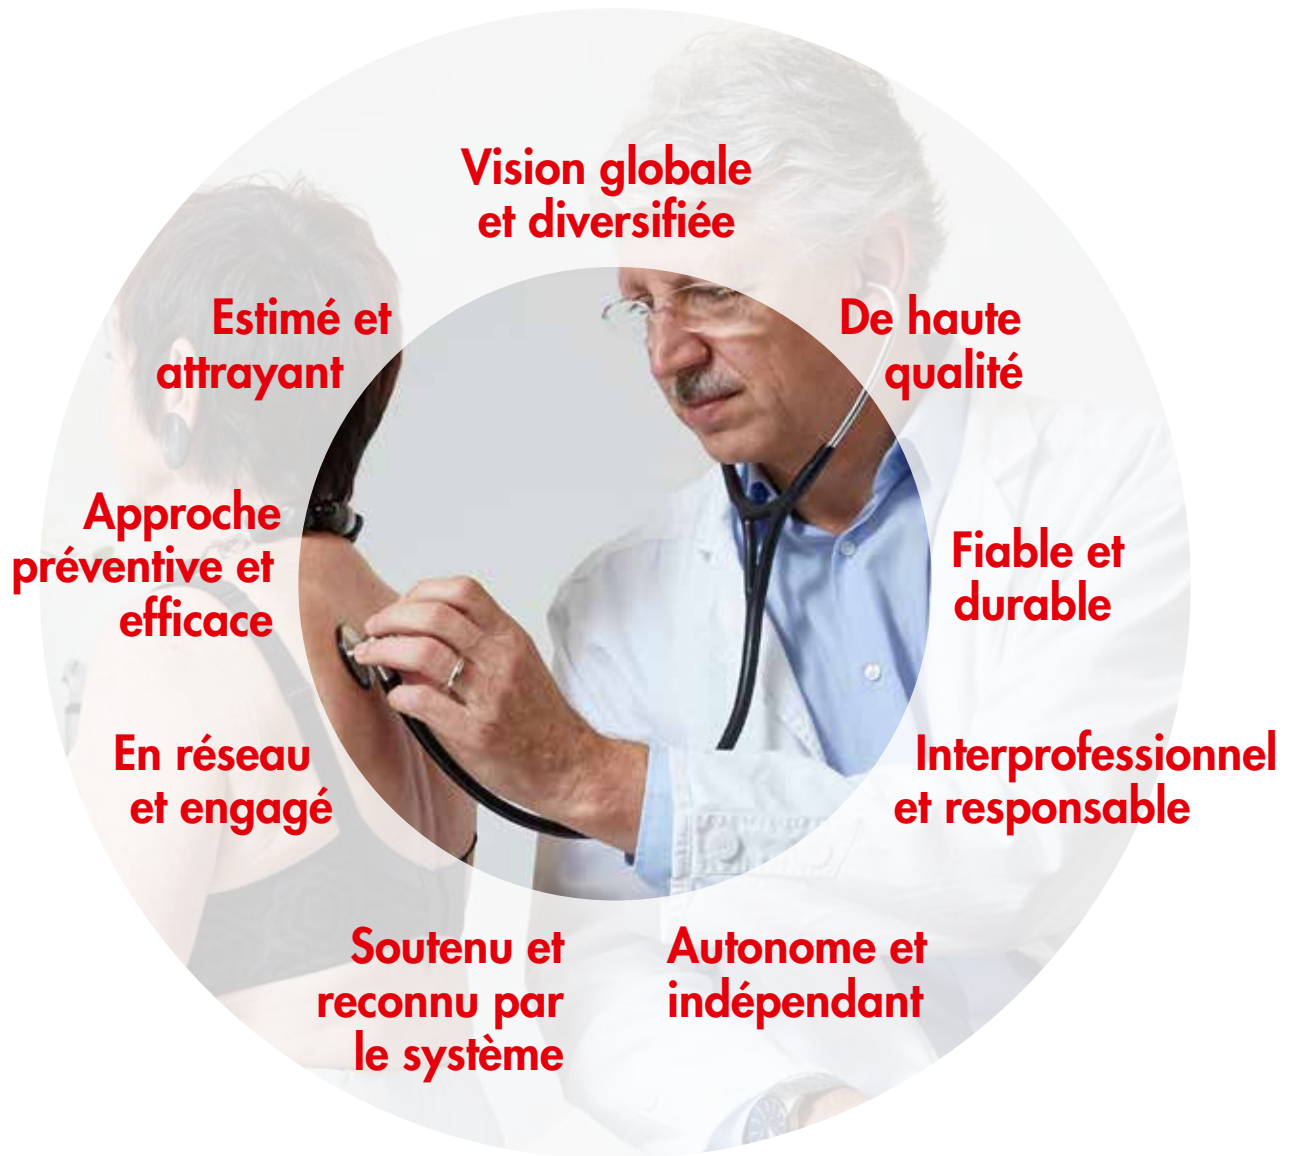 Vision globale
et diversifiée
De haute
qualité
Fiable et
durable
Interprofessionnel
et responsable
Autonome et
indépendant
Soutenu et
reconnu par
le système
En réseau
et engagé
Approche
préventive et
efficace
Estimé et
attrayant